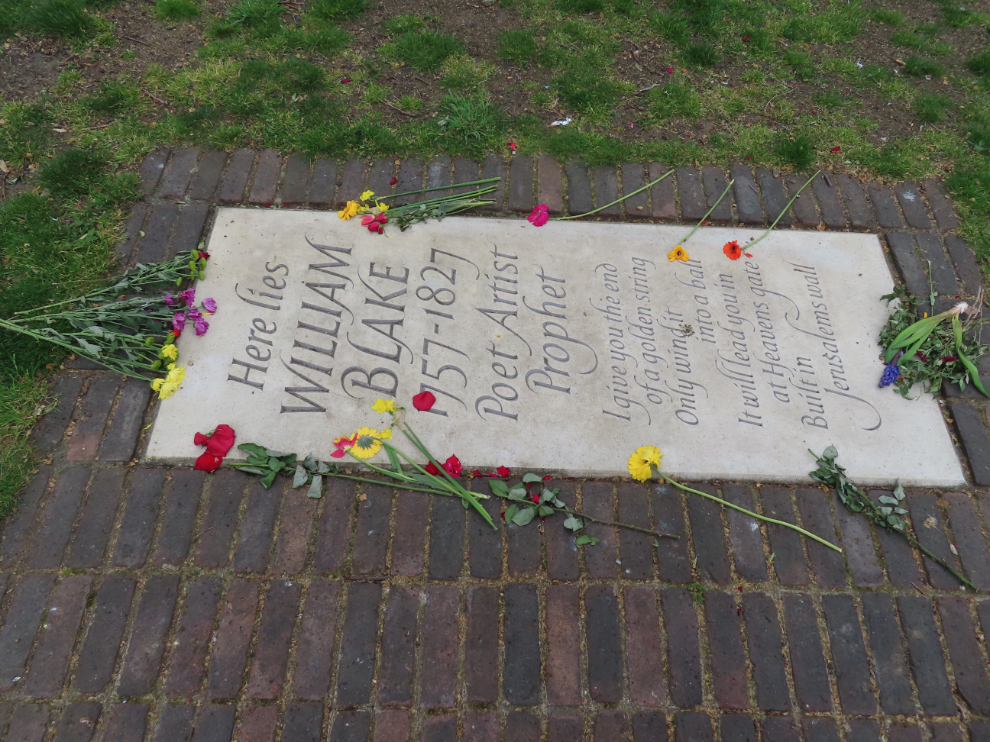 Here lies
WILLIAM
BLAKE
1757-1827
Poet Artist
Prophet
I give you the end
of a golden string
Only wind it
into a ball
It will lead you in
at Heavens gate
Built in
Jerusalems wall